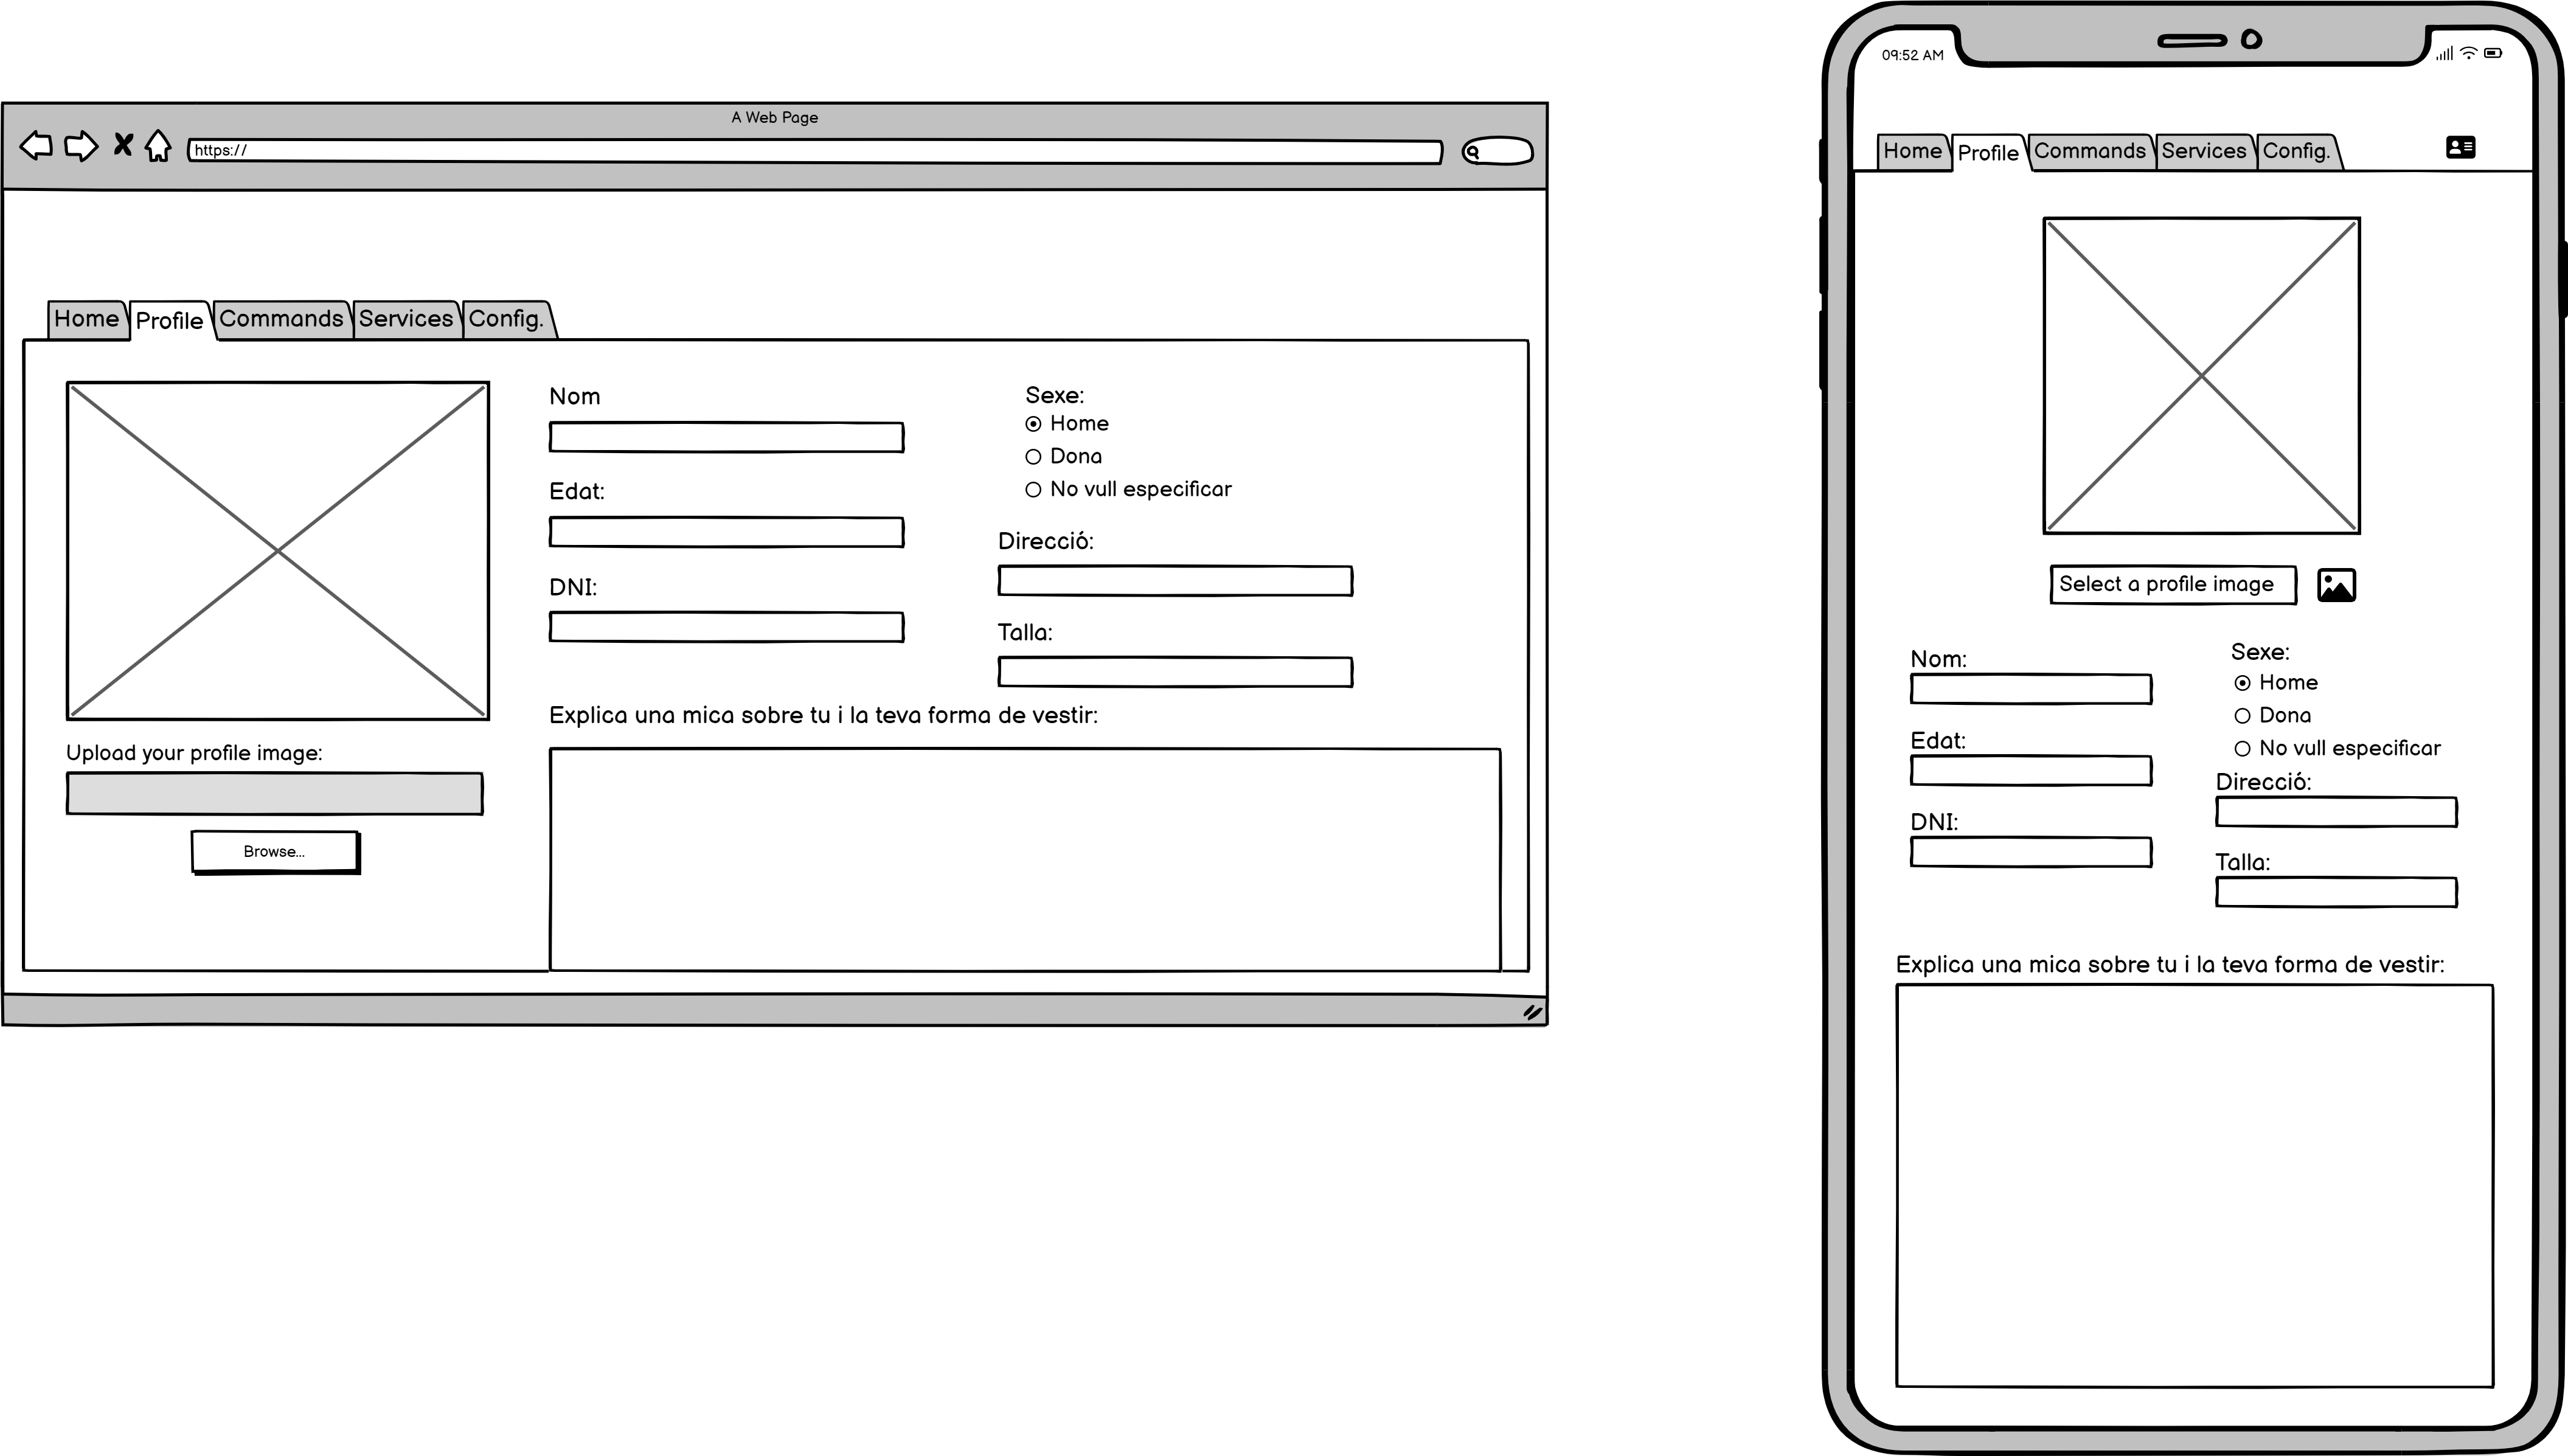 A Web Page
https://
Home Profile Commands Services Config.
Nom
Edat:
DNI:
Sexe:
Home
Dona
No vull especificar
Direcció:
Talla:
Explica una mica sobre tu i la teva forma de vestir:
Upload your profile image:
Browse...
09:52 AM
Home Profile Commands Services Config.
Select a profile image
Nom:
Edat:
DNI:
Sexe:
Home
Dona
No vull especificar
Direcció:
Talla:
Explica una mica sobre tu i la teva forma de vestir: